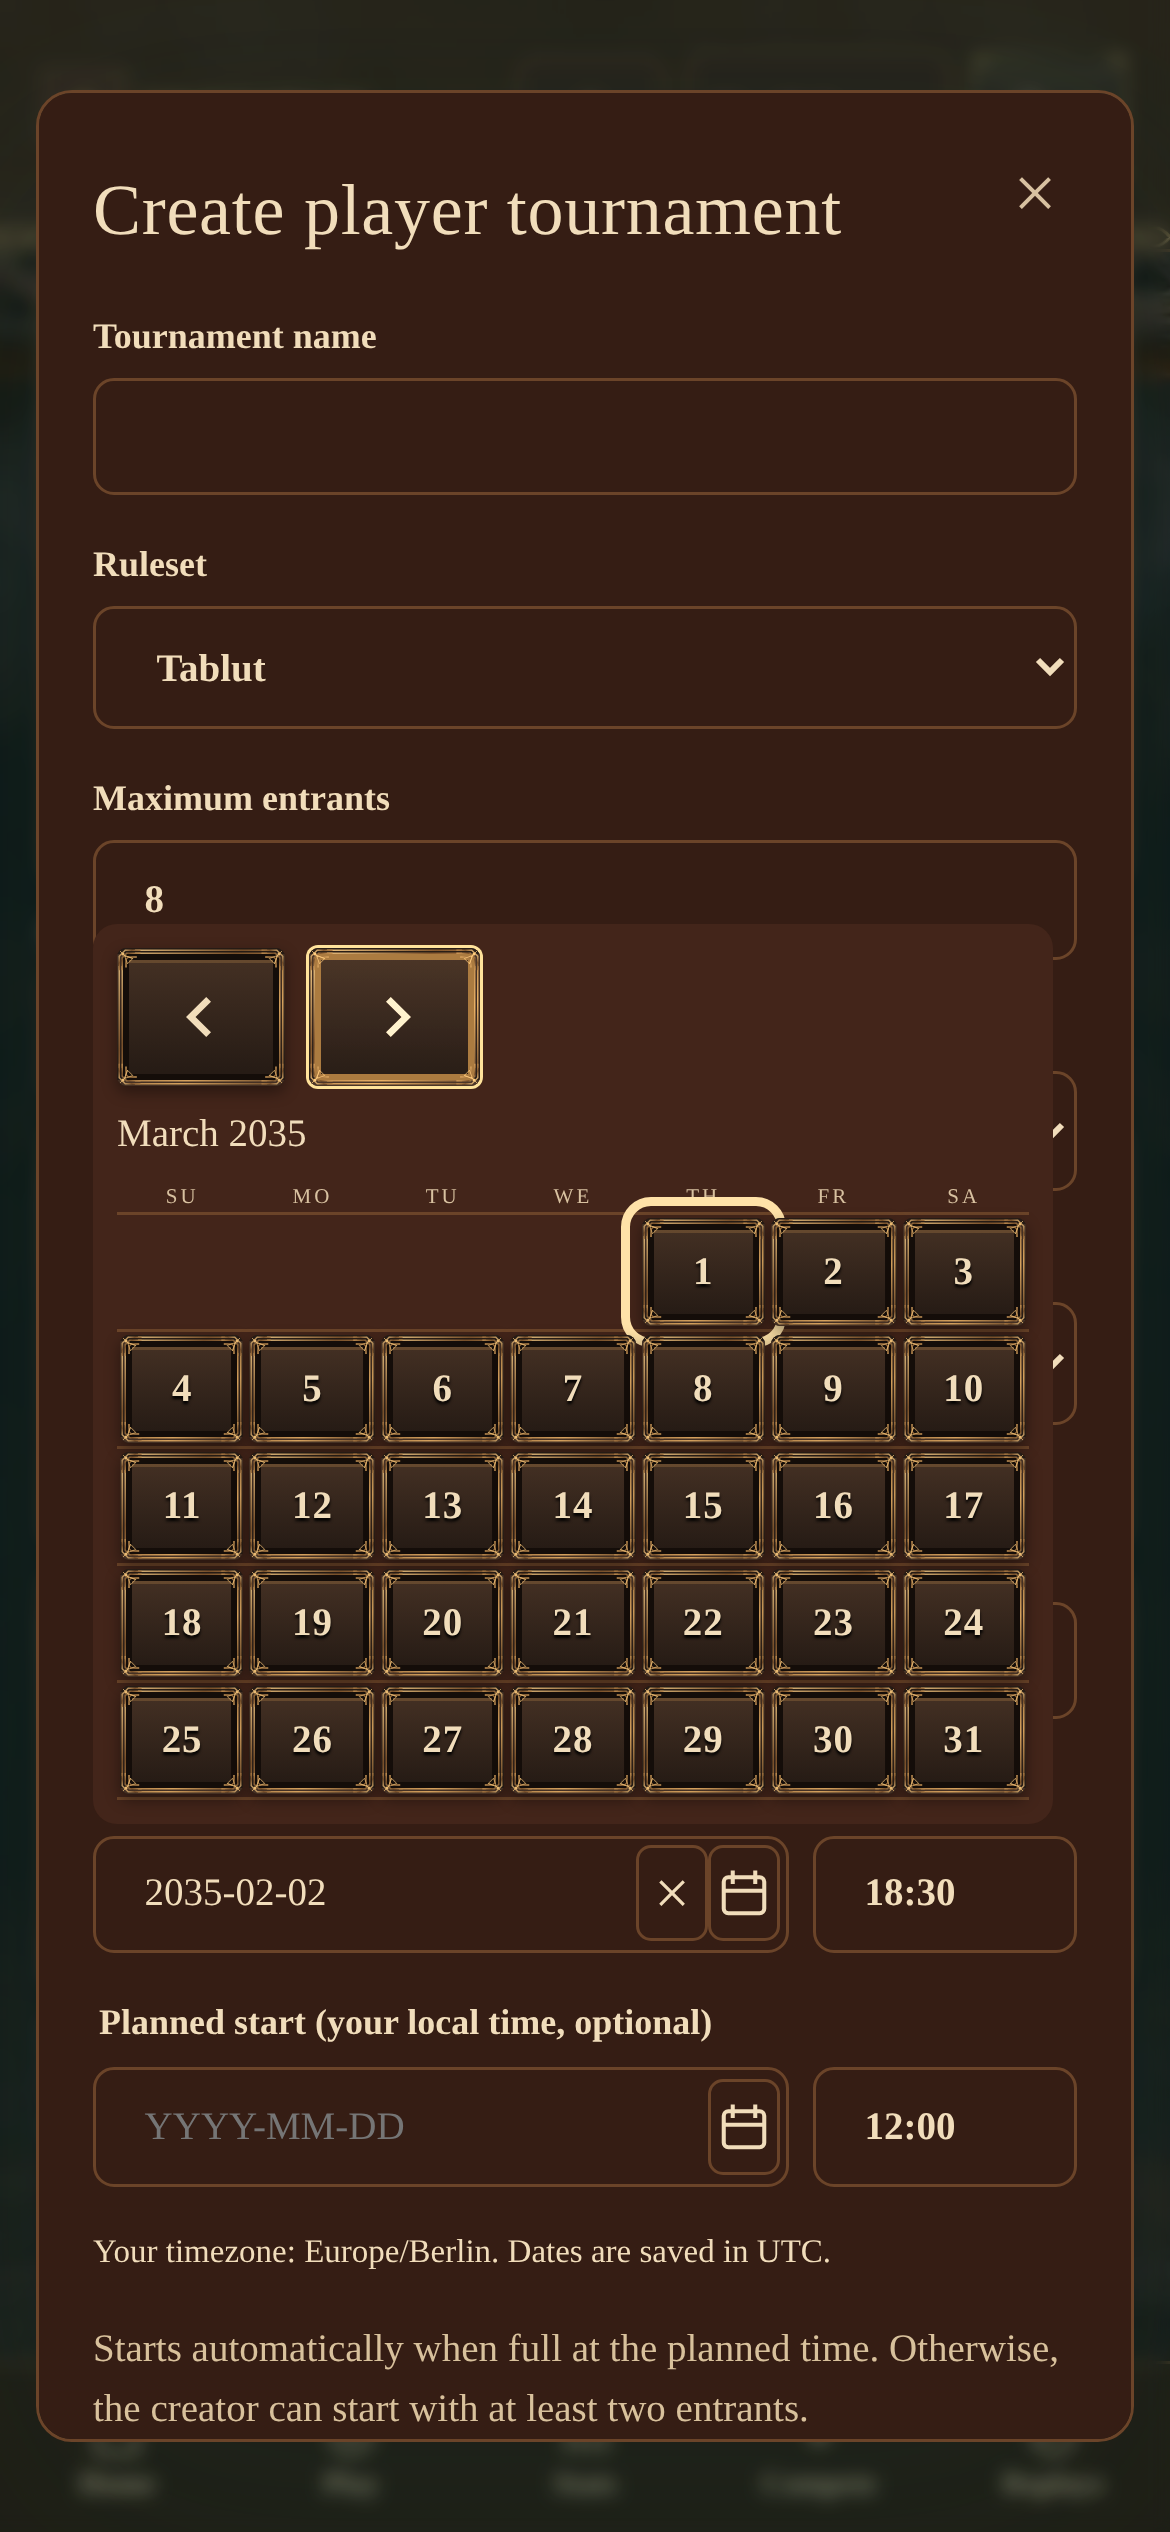 Create player tournament
Tournament name
Ruleset
Tablut
Maximum entrants
8
March 2035
SU MO TU WE TH FR SA
1 2 3
4 5 6 7 8 9 10
11 12 13 14 15 16 17
18 19 20 21 22 23 24
25 26 27 28 29 30 31
2035-02-02 18:30
Planned start (your local time, optional)
YYYY-MM-DD 12:00
Your timezone: Europe/Berlin. Dates are saved in UTC.
Starts automatically when full at the planned time. Otherwise,
the creator can start with at least two entrants.